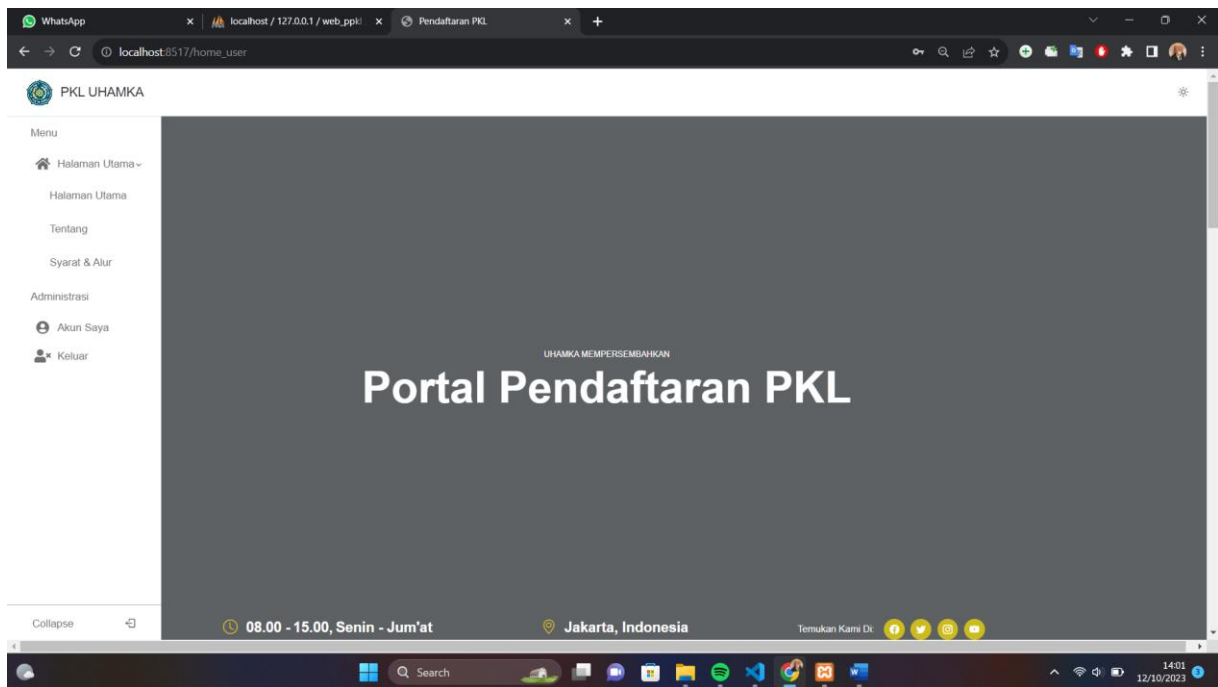 WhatsApp
localhost / 127.0.0.1 / web_ppkl
Pendaftaran PKL
localhost:8517/home_user
PKL UHAMKA
Menu
Halaman Utama
Halaman Utama
Tentang
Syarat & Alur
Administrasi
Akun Saya
Keluar
UHAMKA MEMPERSEMBAHKAN
Portal Pendaftaran PKL
Collapse
08.00 - 15.00, Senin - Jum'at
Jakarta, Indonesia
Temukan Kami Di:
Search
14:01
12/10/2023
3